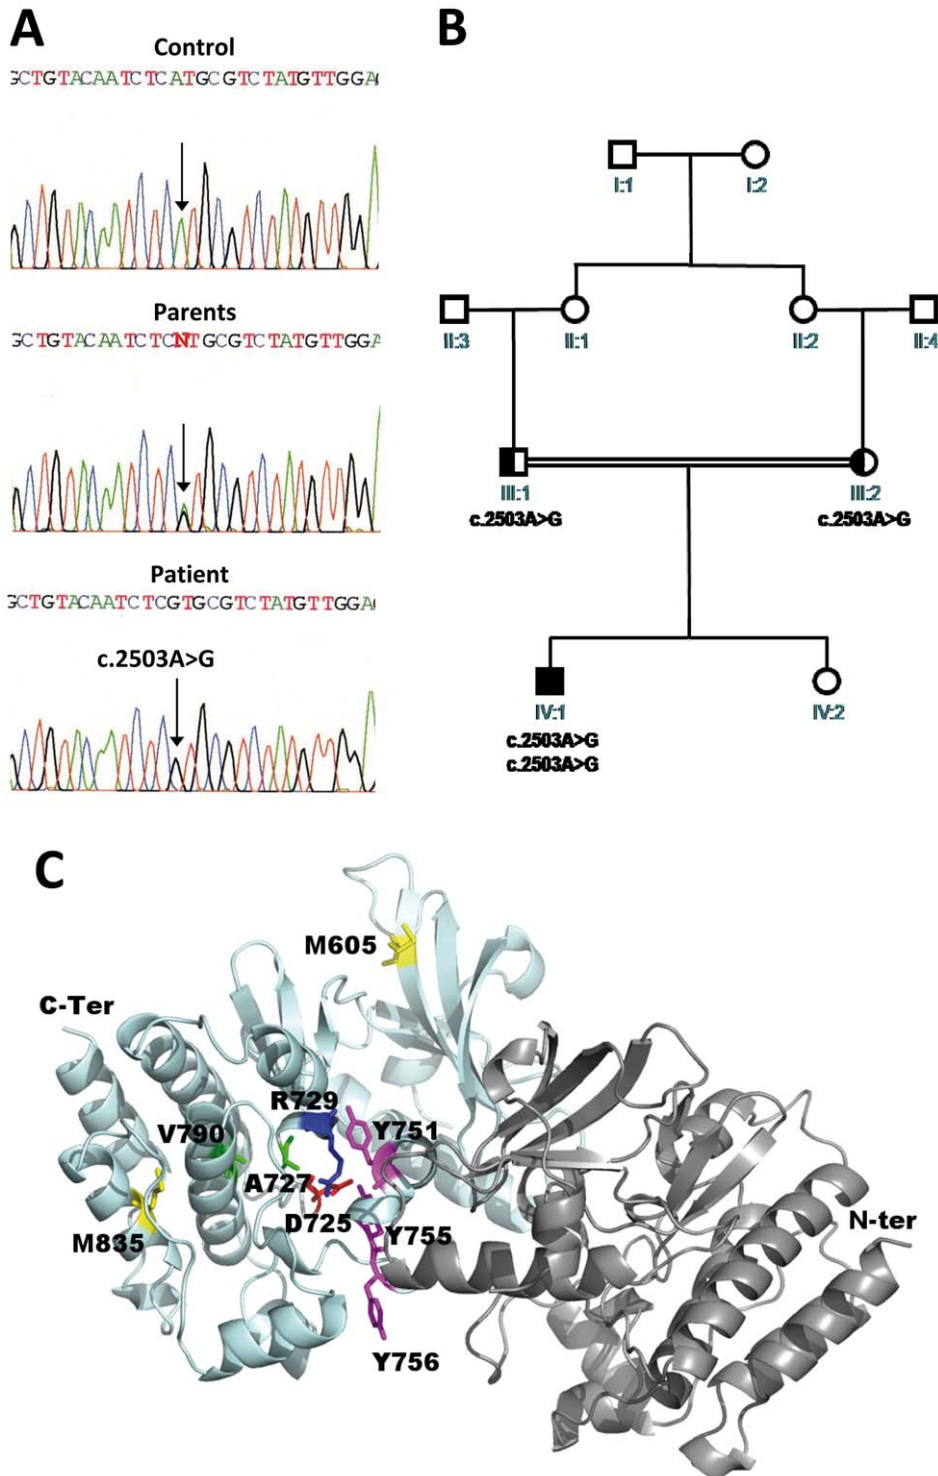 A
Control
GCTGTACAATCTCATGCGTCTATGTTGGAC
Parents
GCTGTACAATCTCNTGCGTCTATGTTGGA
Patient
GCTGTACAATCTCGTGCGTCTATGTTGGAC
c.2503A>G
B
I:1 I:2
II:3 II:1 II:2 II:4
III:1 III:2
c.2503A>G c.2503A>G
IV:1 IV:2
c.2503A>G
c.2503A>G
C
M605
C-Ter
R729
V790 Y751
A727
D725 Y755
M835 N-ter
Y756